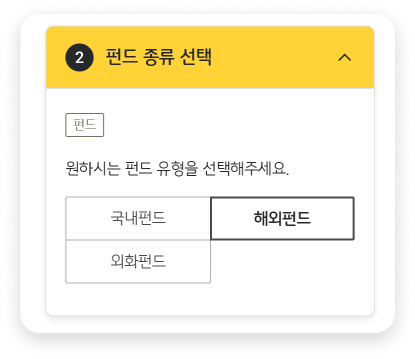 2 펀드 종류 선택
펀드
원하시는 펀드 유형을 선택해주세요.
국내펀드 해외펀드
외화펀드